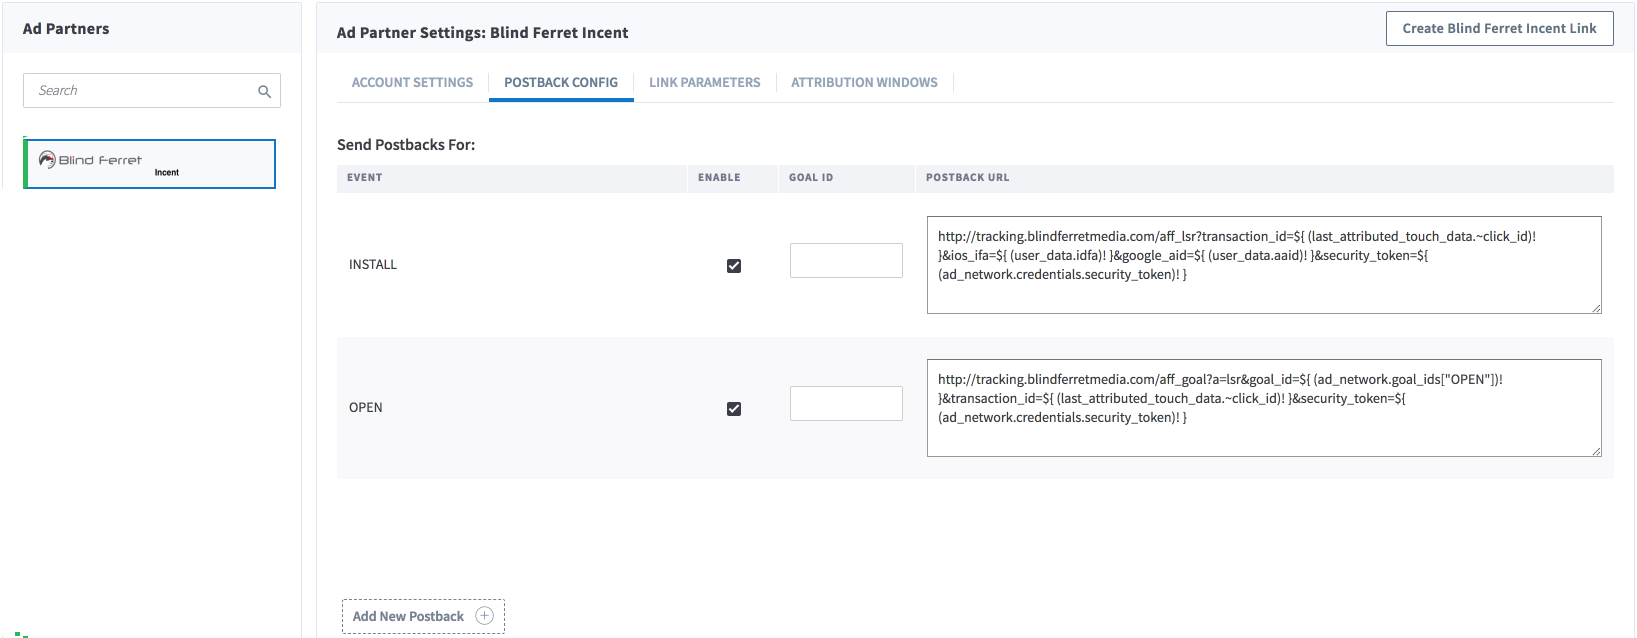 Ad Partners
Search
Blind Ferret
Incent
Ad Partner Settings: Blind Ferret Incent
Create Blind Ferret Incent Link
ACCOUNT SETTINGS
POSTBACK CONFIG
LINK PARAMETERS
ATTRIBUTION WINDOWS
Send Postbacks For:
EVENT ENABLE GOAL ID POSTBACK URL
INSTALL
http://tracking.blindferretmedia.com/aff_lsr?transaction_id=${ (last_attributed_touch_data.~click_id)!
}&ios_ifa=${ (user_data.idfa)! }&google_aid=${ (user_data.aaid)! }&security_token=${
(ad_network.credentials.security_token)! }
OPEN
http://tracking.blindferretmedia.com/aff_goal?a=lsr&goal_id=${ (ad_network.goal_ids["OPEN"])!
}&transaction_id=${ (last_attributed_touch_data.~click_id)! }&security_token=${
(ad_network.credentials.security_token)! }
Add New Postback